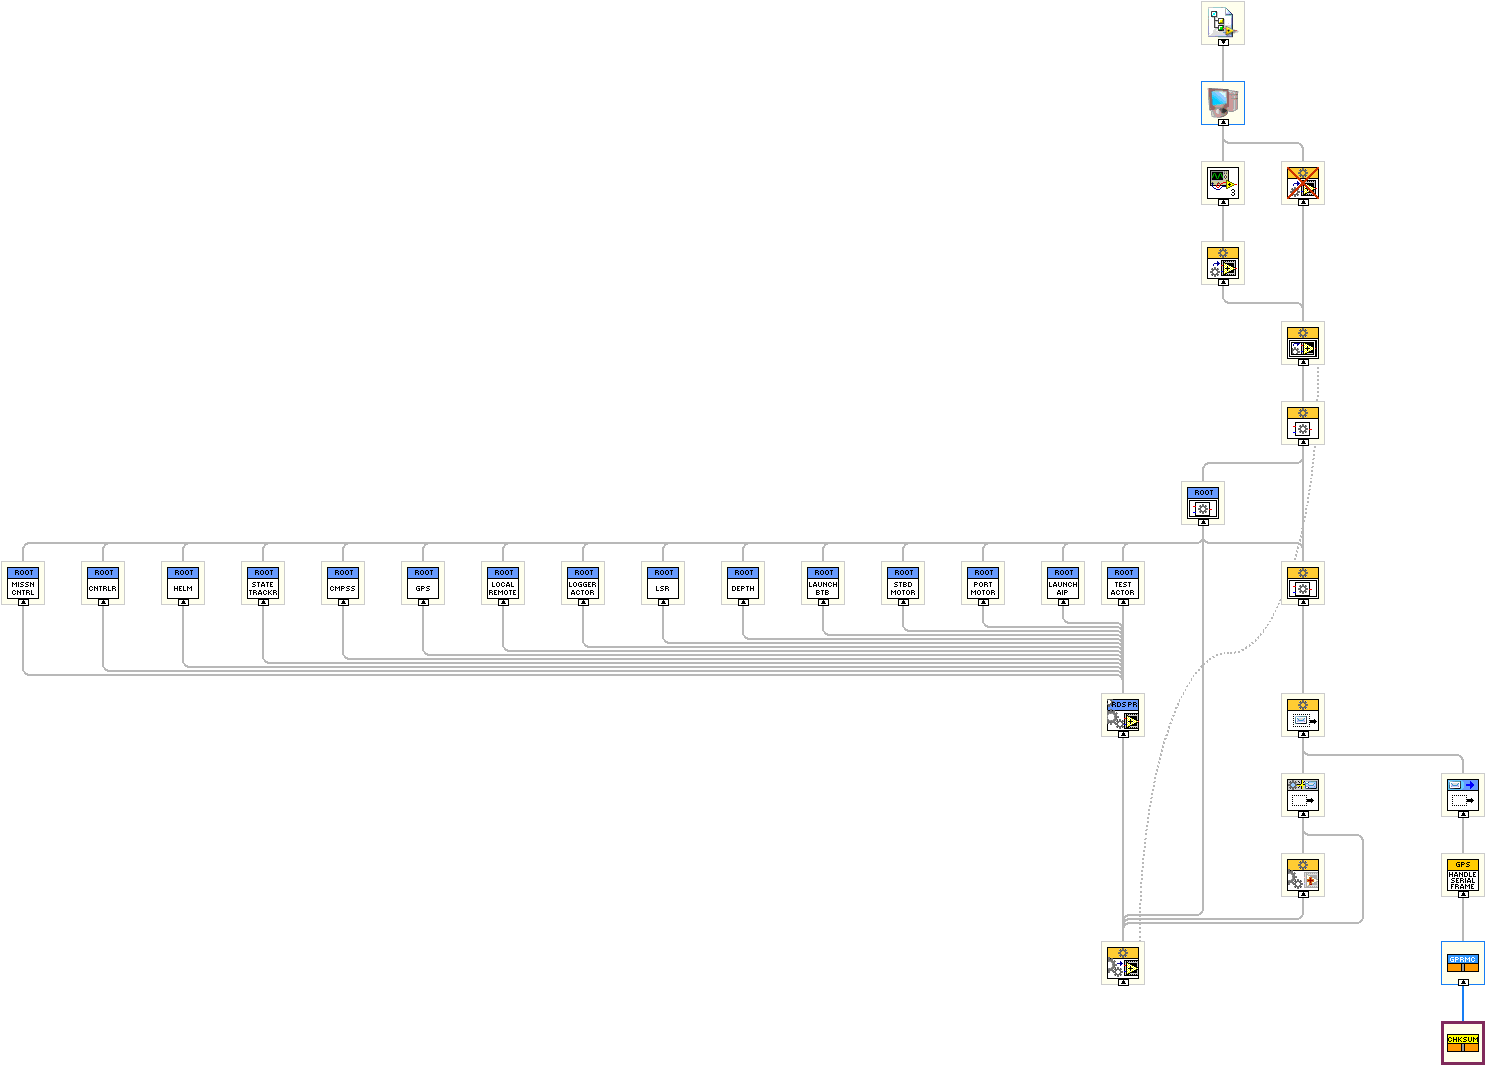 3
ROOT
ROOT
MISSN
CNTRL
ROOT
CNTRLR
ROOT
HELM
ROOT
STATE
TRACKR
ROOT
CMPSS
ROOT
GPS
ROOT
LOCAL
REMOTE
ROOT
LOGGER
ACTOR
ROOT
LSR
ROOT
DEPTH
ROOT
LAUNCH
BTB
ROOT
STBD
MOTOR
ROOT
PORT
MOTOR
ROOT
LAUNCH
AIP
ROOT
TEST
ACTOR
RDSPR
GPS
HANDLE
SERIAL
FRAME
GPRMC
CHKSUM